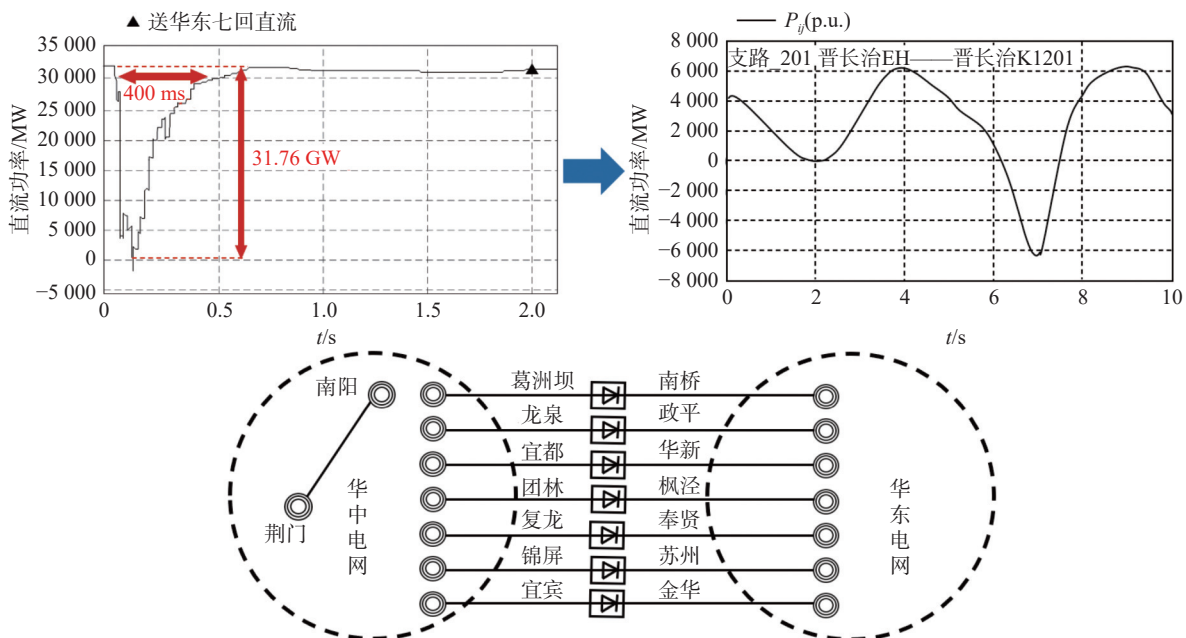 ▲ 送华东七回直流
35 000
30 000
25 000
20 000
15 000
10 000
5 000
0
−5 000
直流功率/MW
400 ms
31.76 GW
0
0.5
1.0
1.5
2.0
t/s
P_ij(p.u.)
支路_201 晋长治EH——晋长治K1201
8 000
6 000
4 000
2 000
0
−2 000
−4 000
−6 000
−8 000
直流功率/MW
0
2
4
6
8
10
t/s
南阳
荆门
华中电网
葛洲坝 南桥
龙泉 政平
宜都 华新
团林 枫泾
复龙 奉贤
锦屏 苏州
宜宾 金华
华东电网